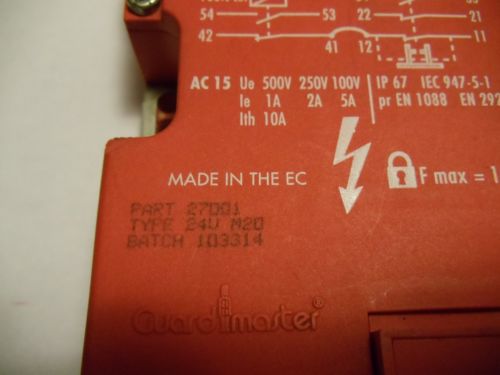 54 53 22 21
42 41 12 11
AC 15 Ue 500V 250V 100V
Ie 1A 2A 5A
Ith 10A
IP 67 IEC 947-5-1
pr EN 1088 EN 292
MADE IN THE EC
F max = 1
PART 27001
TYPE 24V M20
BATCH 103314
Guardmaster®